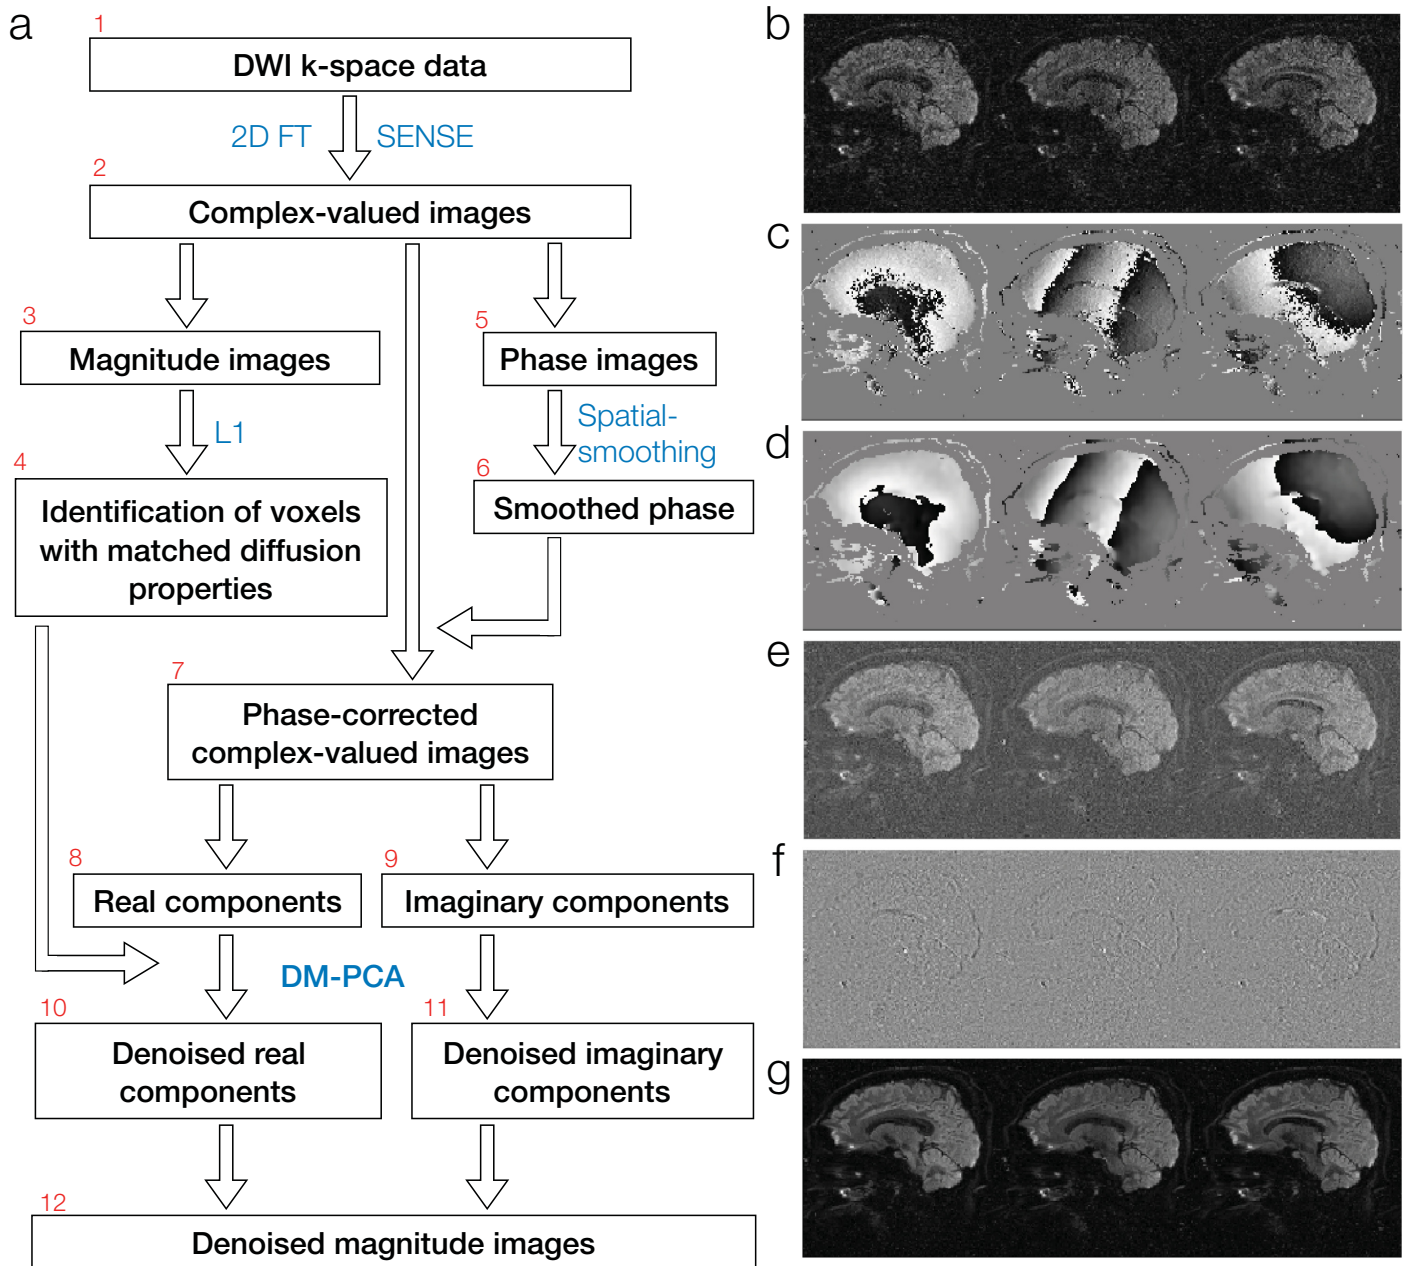 a
1
DWI k-space data
2D FT
SENSE
2
Complex-valued images
3
Magnitude images
5
Phase images
L1
Spatial-
smoothing
4
Identification of voxels
with matched diffusion
properties
6
Smoothed phase
7
Phase-corrected
complex-valued images
8
Real components
9
Imaginary components
DM-PCA
10
Denoised real
components
11
Denoised imaginary
components
12
Denoised magnitude images
b
c
d
e
f
g